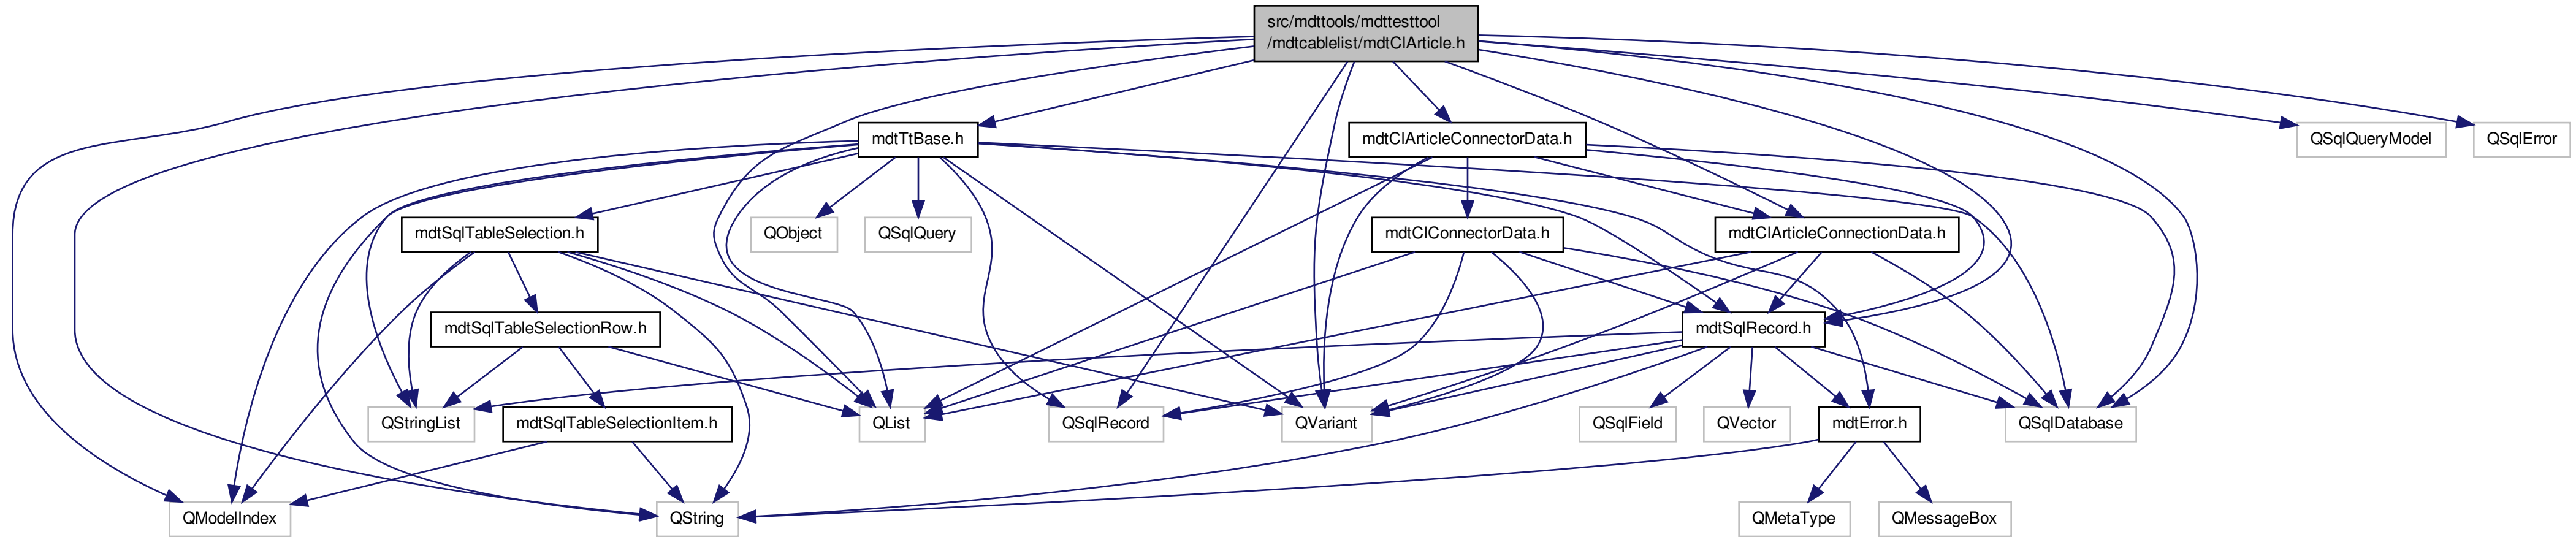 src/mdttools/mdttesttool
/mdtcablelist/mdtClArticle.h
mdtTtBase.h
mdtClArticleConnectorData.h
QSqlQueryModel
QSqlError
mdtSqlTableSelection.h
QObject
QSqlQuery
mdtClConnectorData.h
mdtClArticleConnectionData.h
mdtSqlTableSelectionRow.h
mdtSqlRecord.h
QStringList
mdtSqlTableSelectionItem.h
QList
QSqlRecord
QVariant
QSqlField
QVector
mdtError.h
QSqlDatabase
QModelIndex
QString
QMetaType
QMessageBox